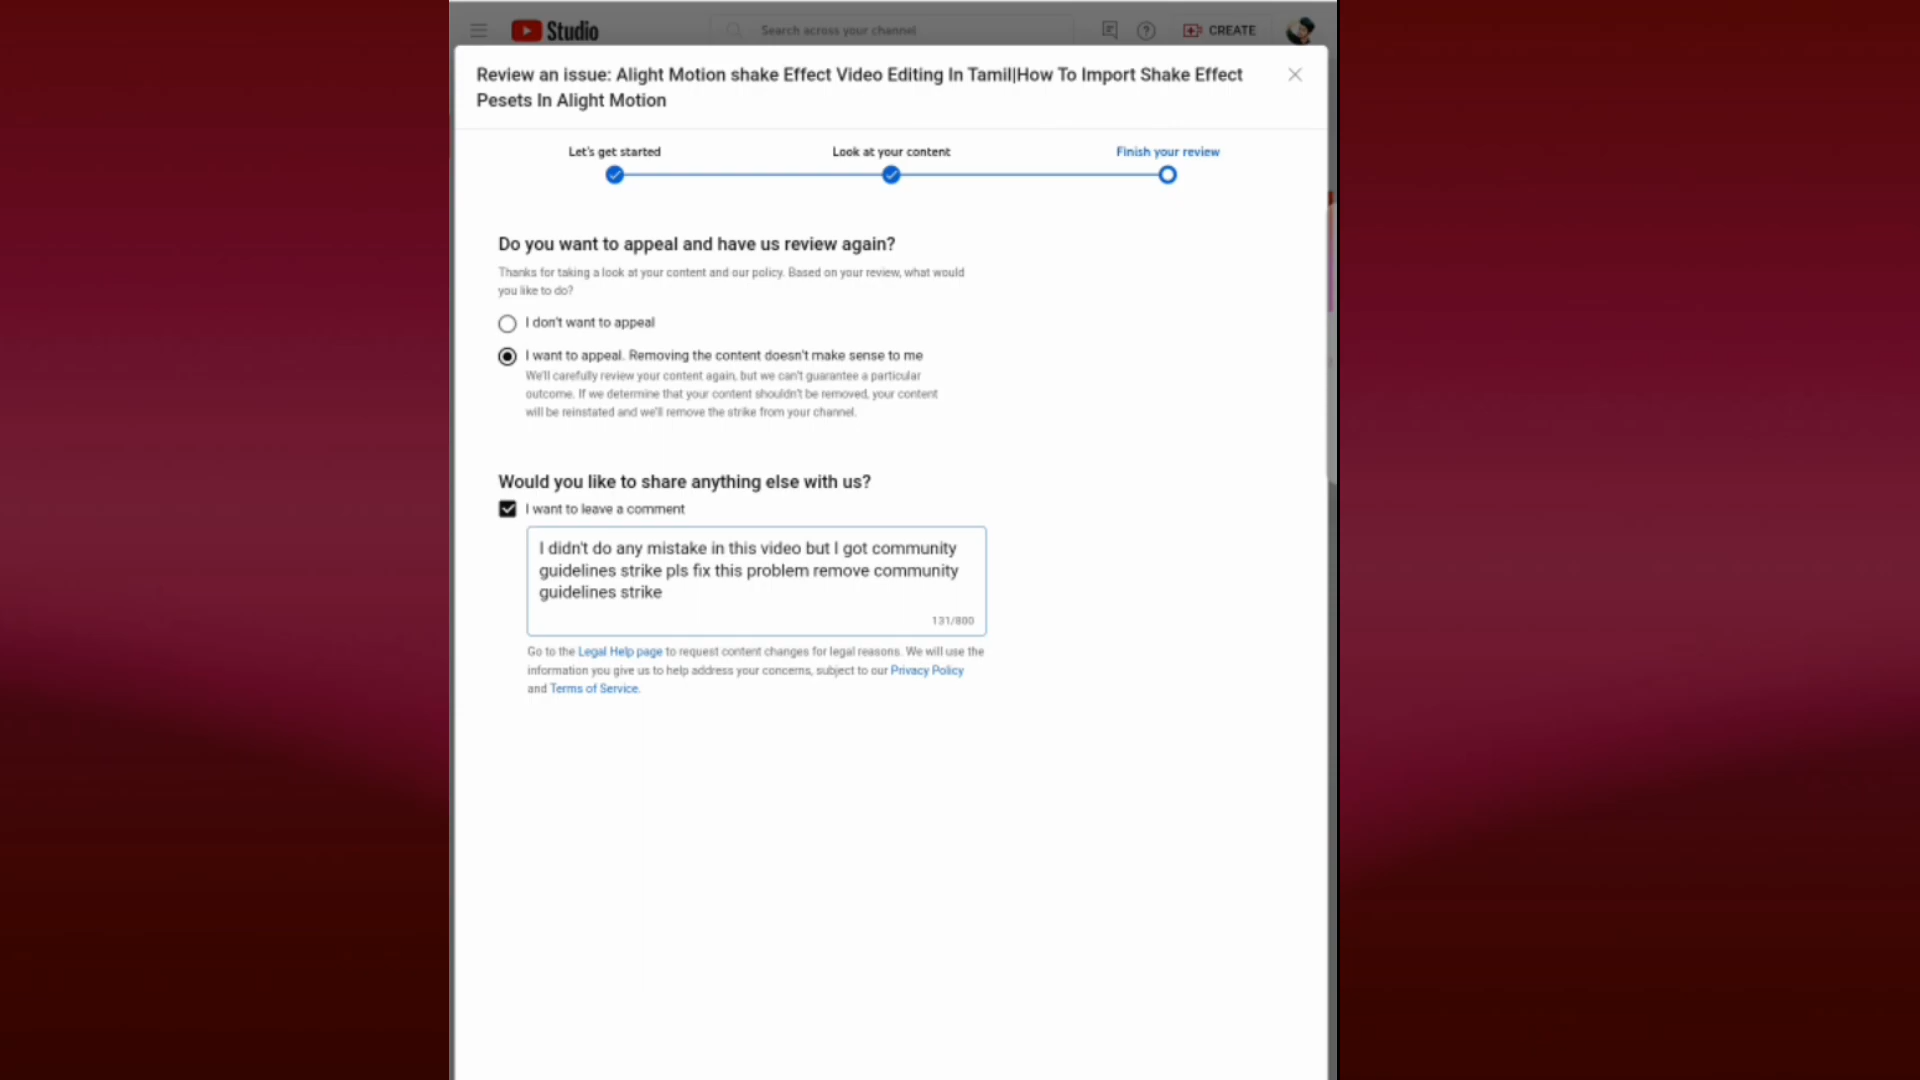 Studio
Search across your channel
CREATE
Review an issue: Alight Motion shake Effect Video Editing In Tamil|How To Import Shake Effect
Pesets In Alight Motion
Let's get started
Look at your content
Finish your review
Do you want to appeal and have us review again?
Thanks for taking a look at your content and our policy. Based on your review, what would
you like to do?
I don't want to appeal
I want to appeal. Removing the content doesn't make sense to me
We'll carefully review your content again, but we can't guarantee a particular
outcome. If we determine that your content shouldn't be removed, your content
will be reinstated and we'll remove the strike from your channel.
Would you like to share anything else with us?
I want to leave a comment
I didn't do any mistake in this video but I got community
guidelines strike pls fix this problem remove community
guidelines strike
131/800
Go to the Legal Help page to request content changes for legal reasons. We will use the
information you give us to help address your concerns, subject to our Privacy Policy
and Terms of Service.